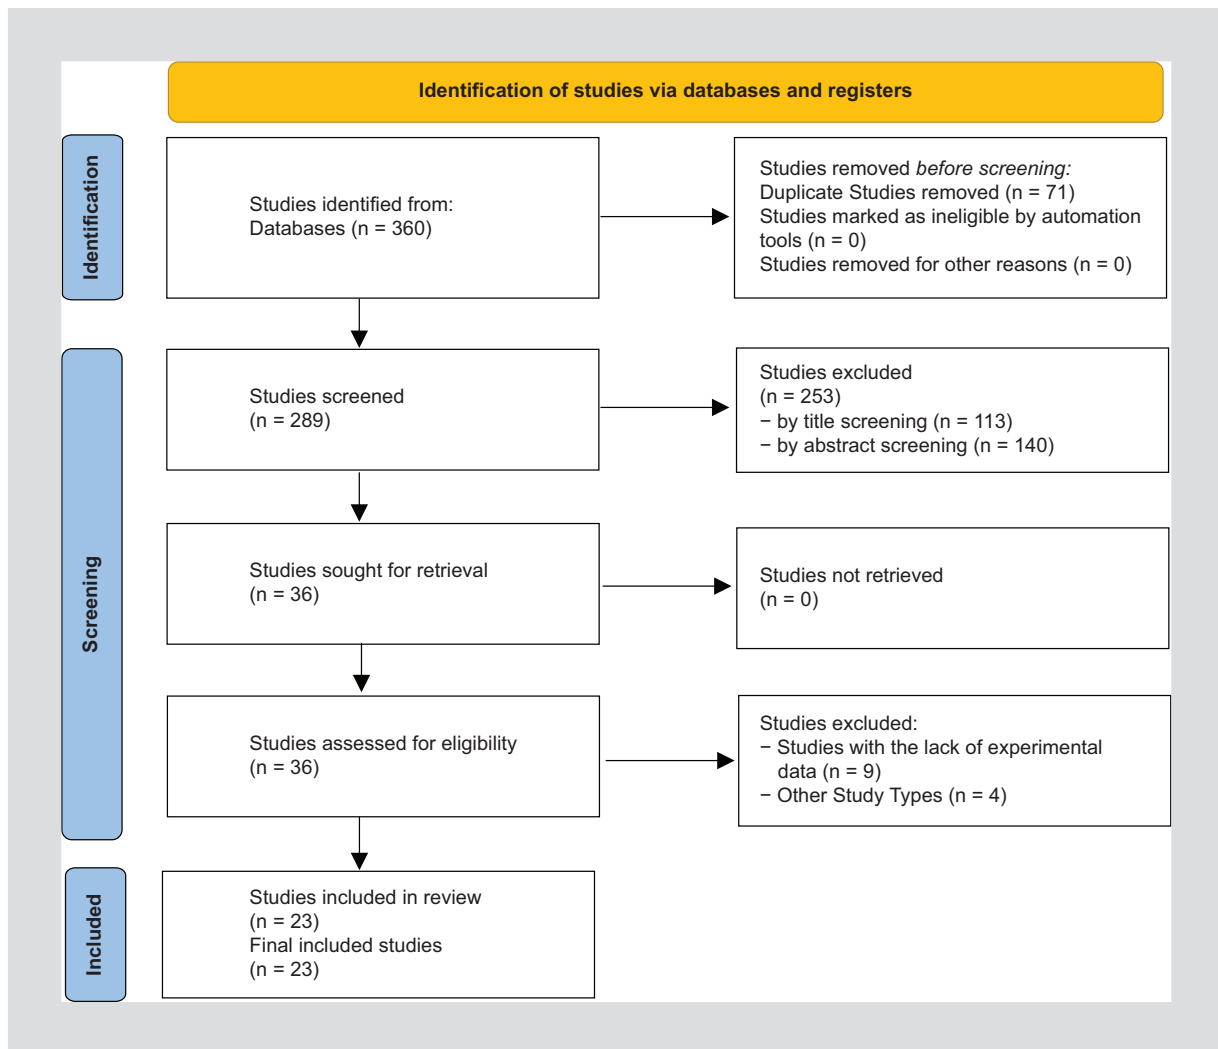 Identification of studies via databases and registers
Identification
Studies identified from:
Databases (n = 360)
Studies removed before screening:
Duplicate Studies removed (n = 71)
Studies marked as ineligible by automation
tools (n = 0)
Studies removed for other reasons (n = 0)
Screening
Studies screened
(n = 289)
Studies excluded
(n = 253)
− by title screening (n = 113)
− by abstract screening (n = 140)
Studies sought for retrieval
(n = 36)
Studies not retrieved
(n = 0)
Studies assessed for eligibility
(n = 36)
Studies excluded:
− Studies with the lack of experimental
data (n = 9)
− Other Study Types (n = 4)
Included
Studies included in review
(n = 23)
Final included studies
(n = 23)